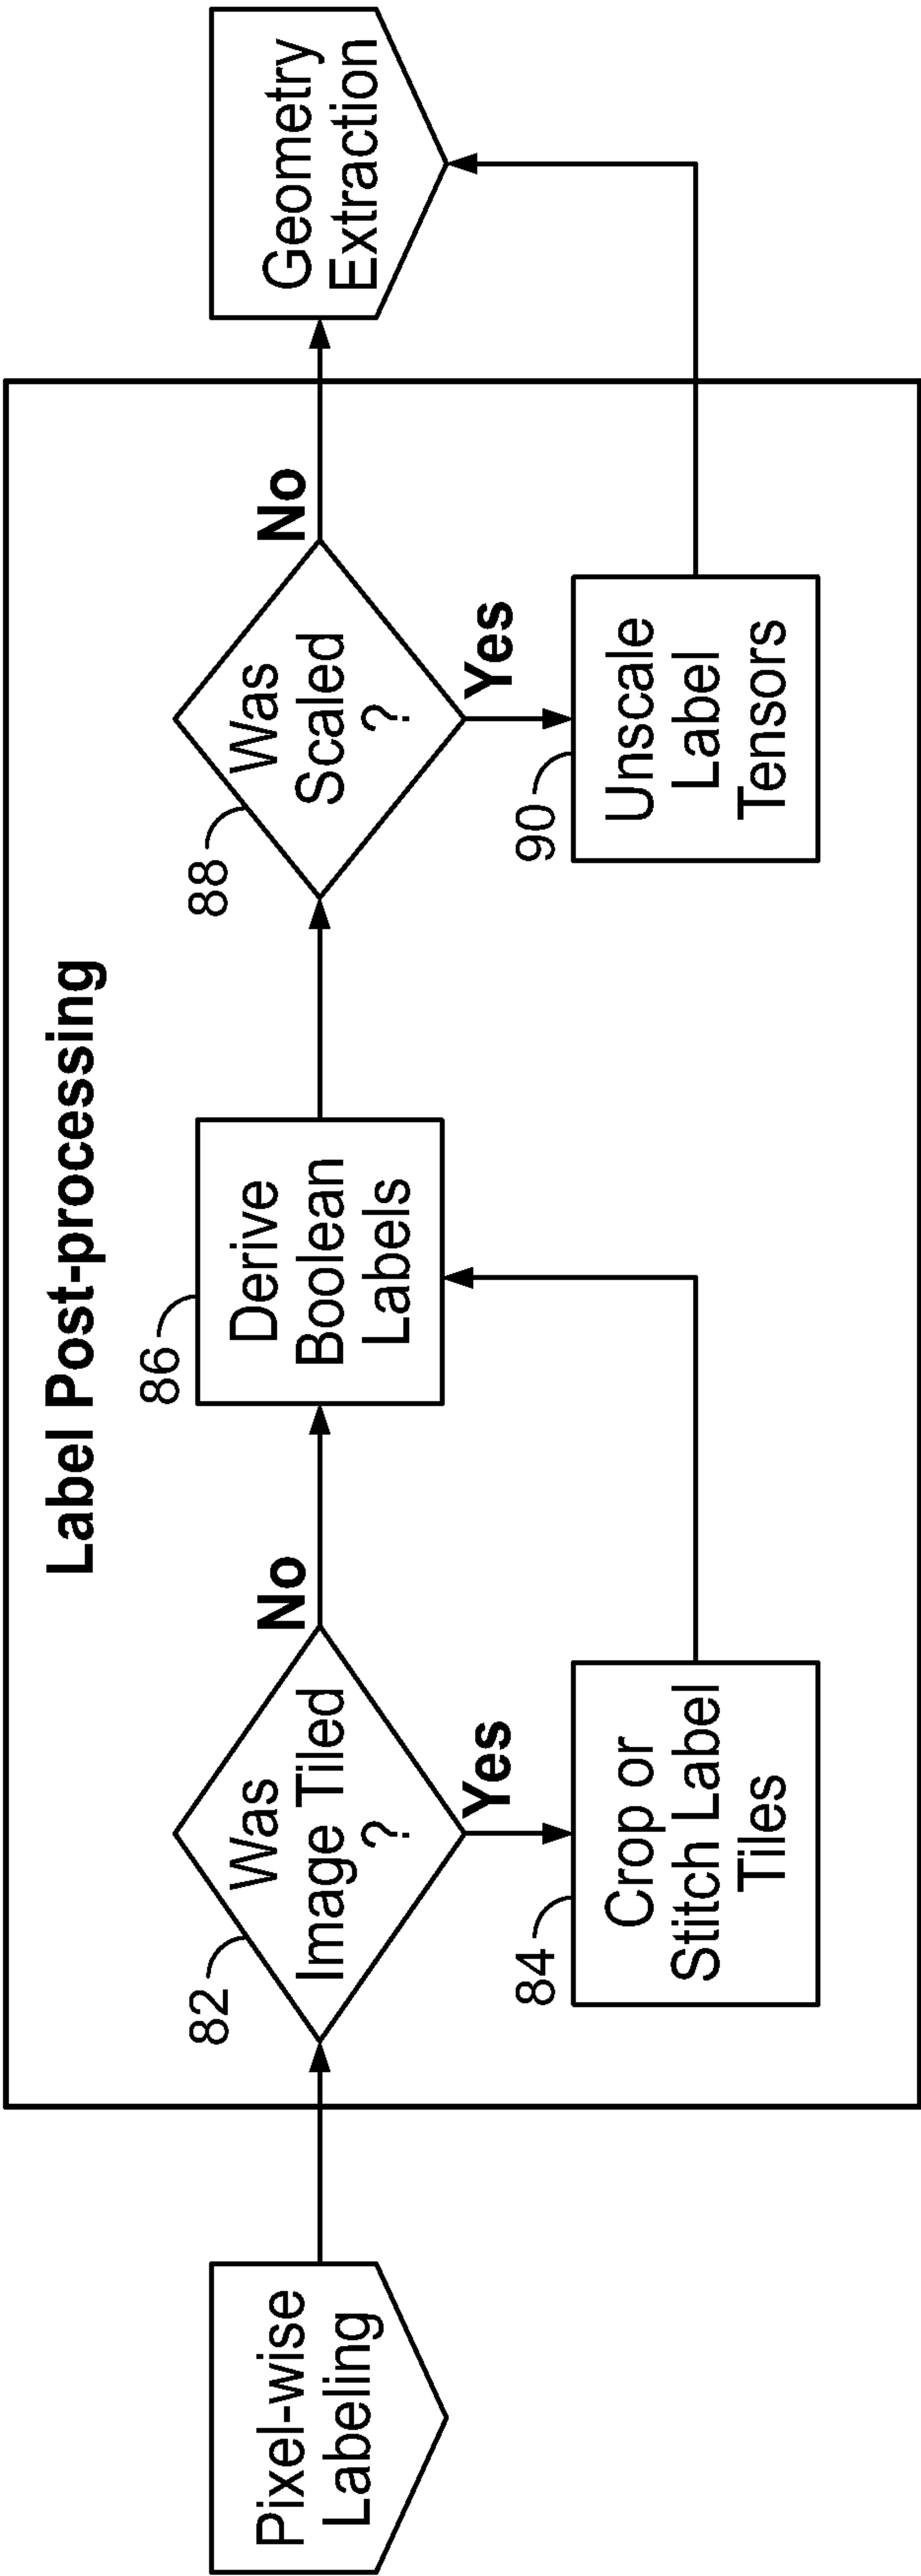 Label Post-processing
Pixel-wise
Labeling
82
Was
Image Tiled
?
No
Yes
84
Crop or
Stitch Label
Tiles
86
Derive
Boolean
Labels
88
Was
Scaled
?
No
Yes
90
Unscale
Label
Tensors
Geometry
Extraction